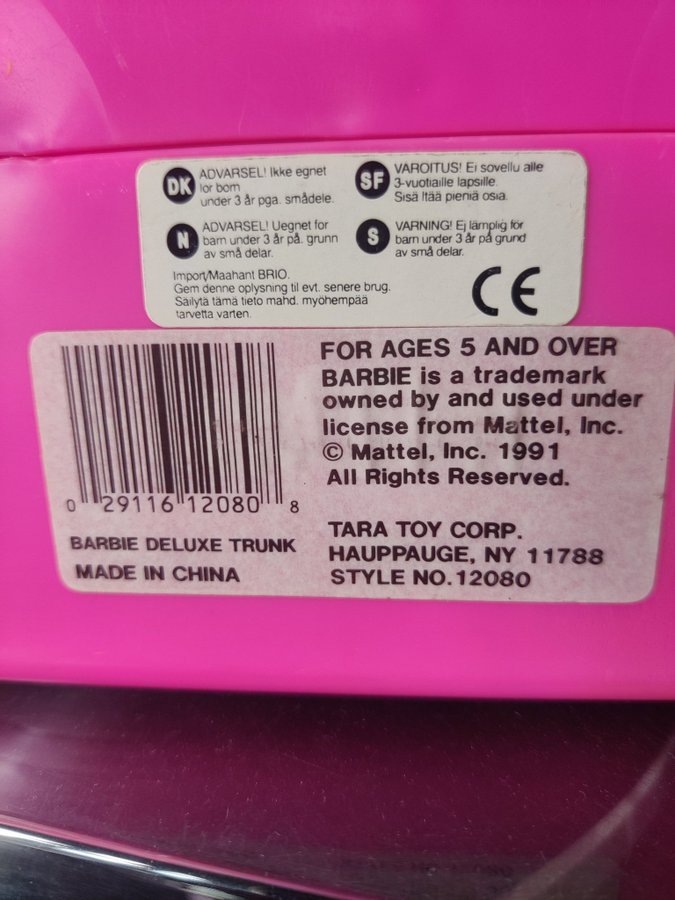 DK
ADVARSEL! Ikke egnet
for born
under 3 år pga. smådele.
SF
VAROITUS! Ei sovellu alle
3-vuotiaille lapsille.
Sisä ltää pieniä osia.
N
ADVARSEL! Uegnet for
barn under 3 år på. grunn
av små delar.
S
VARNING! Ej lämplig för
barn under 3 år på grund
av små delar.
Import/Maahant BRIO.
Gem denne oplysning til evt. senere brug.
Säilytä tämä tieto mahd. myöhempää
tarvetta varten.
CE
0 29116 12080 8
BARBIE DELUXE TRUNK
MADE IN CHINA
FOR AGES 5 AND OVER
BARBIE is a trademark
owned by and used under
license from Mattel, Inc.
© Mattel, Inc. 1991
All Rights Reserved.
TARA TOY CORP.
HAUPPAUGE, NY 11788
STYLE NO.12080